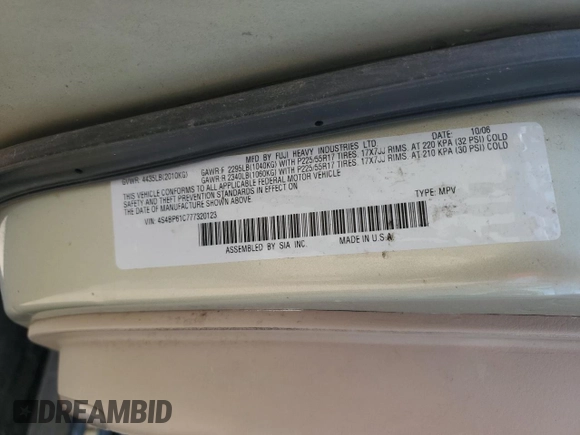 MFD. BY FUJI HEAVY INDUSTRIES LTD DATE: 10/06
GVWR 4435LB(2010KG) GAWR F 2295LB(1040KG) WITH P225/55R17 TIRES. 17X7JJ RIMS. AT 220 KPA (32 PSI) COLD
GAWR R 2340LB(1060KG) WITH P225/55R17 TIRES. 17X7JJ RIMS. AT 210 KPA (30 PSI) COLD
THIS VEHICLE CONFORMS TO ALL APPLICABLE FEDERAL MOTOR VEHICLE
SAFETY AND THEFT PREVENTION STANDARDS IN EFFECT ON
THE DATE OF MANUFACTURE SHOWN ABOVE.
VIN: 4S4BP61C777320123 TYPE: MPV
ASSEMBLED BY SIA INC. MADE IN U.S.A
DREAMBID